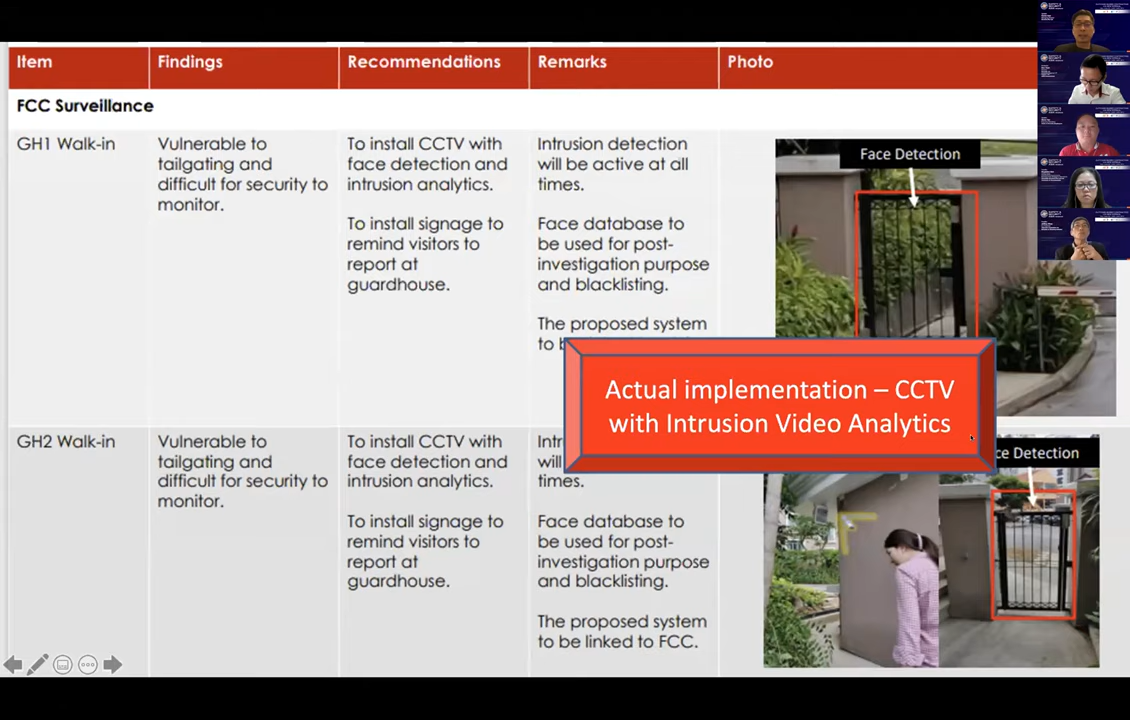 Item
Findings
Recommendations
Remarks
Photo
FCC Surveillance
GH1 Walk-in
Vulnerable to
tailgating and
difficult for security to
monitor.
To install CCTV with
face detection and
intrusion analytics.
To install signage to
remind visitors to
report at
guardhouse.
Intrusion detection
will be active at all
times.
Face database to
be used for post-
investigation purpose
and blacklisting.
The proposed system
to
Face Detection
Actual implementation – CCTV
with Intrusion Video Analytics
GH2 Walk-in
Vulnerable to
tailgating and
difficult for security to
monitor.
To install CCTV with
face detection and
intrusion analytics.
To install signage to
remind visitors to
report at
guardhouse.
times.
Face database to
be used for post-
investigation purpose
and blacklisting.
The proposed system
to be linked to FCC.
Detection